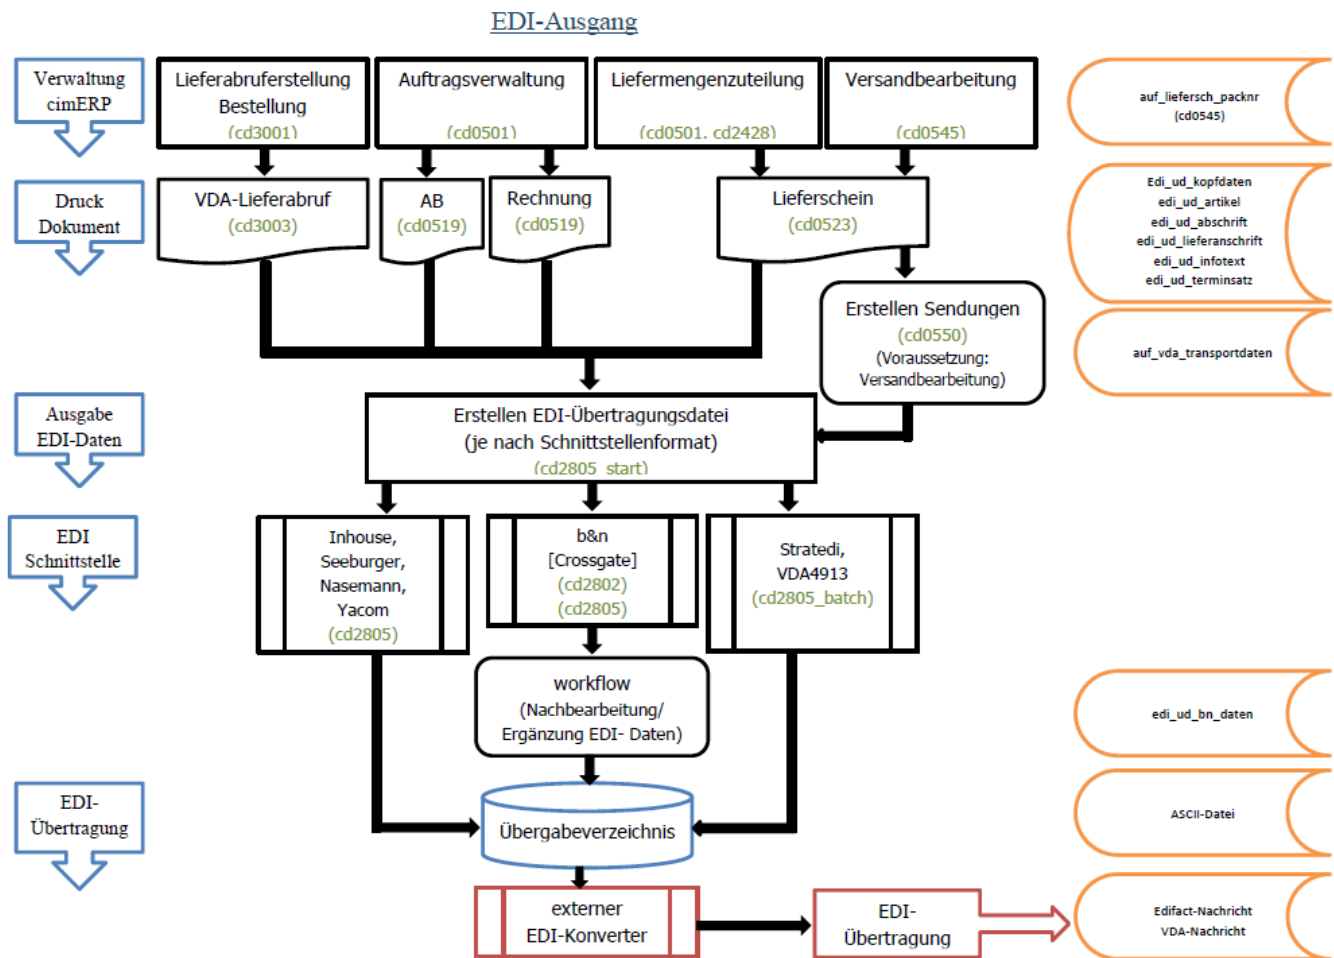 EDI-Ausgang
Verwaltung
cimERP
Lieferabruferstellung
Bestellung
(cd3001)
Auftragsverwaltung
(cd0501)
Liefermengenzuteilung
(cd0501, cd2428)
Versandbearbeitung
(cd0545)
auf_liefersch_packnr
(cd0545)
Druck
Dokument
VDA-Lieferabruf
(cd3003)
AB
(cd0519)
Rechnung
(cd0519)
Lieferschein
(cd0523)
Edi_ud_kopfdaten
edi_ud_artikel
edi_ud_abschrift
edi_ud_lieferanschrift
edi_ud_infotext
edi_ud_terminsatz
Erstellen Sendungen
(cd0550)
(Voraussetzung:
Versandbearbeitung)
auf_vda_transportdaten
Ausgabe
EDI-Daten
Erstellen EDI-Übertragungsdatei
(je nach Schnittstellenformat)
(cd2805_start)
EDI
Schnittstelle
Inhouse,
Seeburger,
Nasemann,
Yacom
(cd2805)
b&n
[Crossgate]
(cd2802)
(cd2805)
Stratedi,
VDA4913
(cd2805_batch)
workflow
(Nachbearbeitung/
Ergänzung EDI- Daten)
edi_ud_bn_daten
EDI-
Übertragung
Übergabeverzeichnis
ASCII-Datei
externer
EDI-Konverter
EDI-
Übertragung
Edifact-Nachricht
VDA-Nachricht